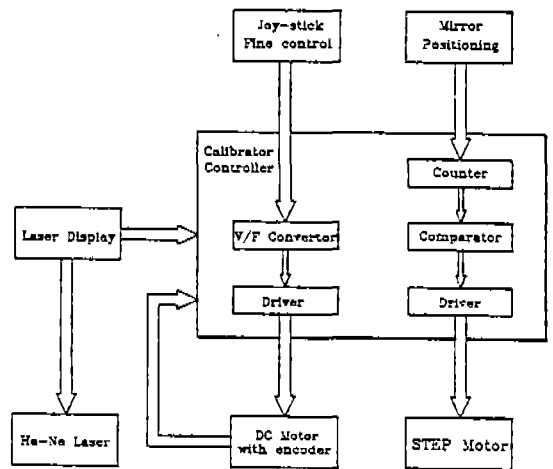 Joy-stick
Fine control
Mirror
Positioning
Calibrator
Controller
Counter
Laser Display
V/F Convertor
Comparator
Driver
Driver
He-Ne Laser
DC Motor
with encoder
STEP Motor